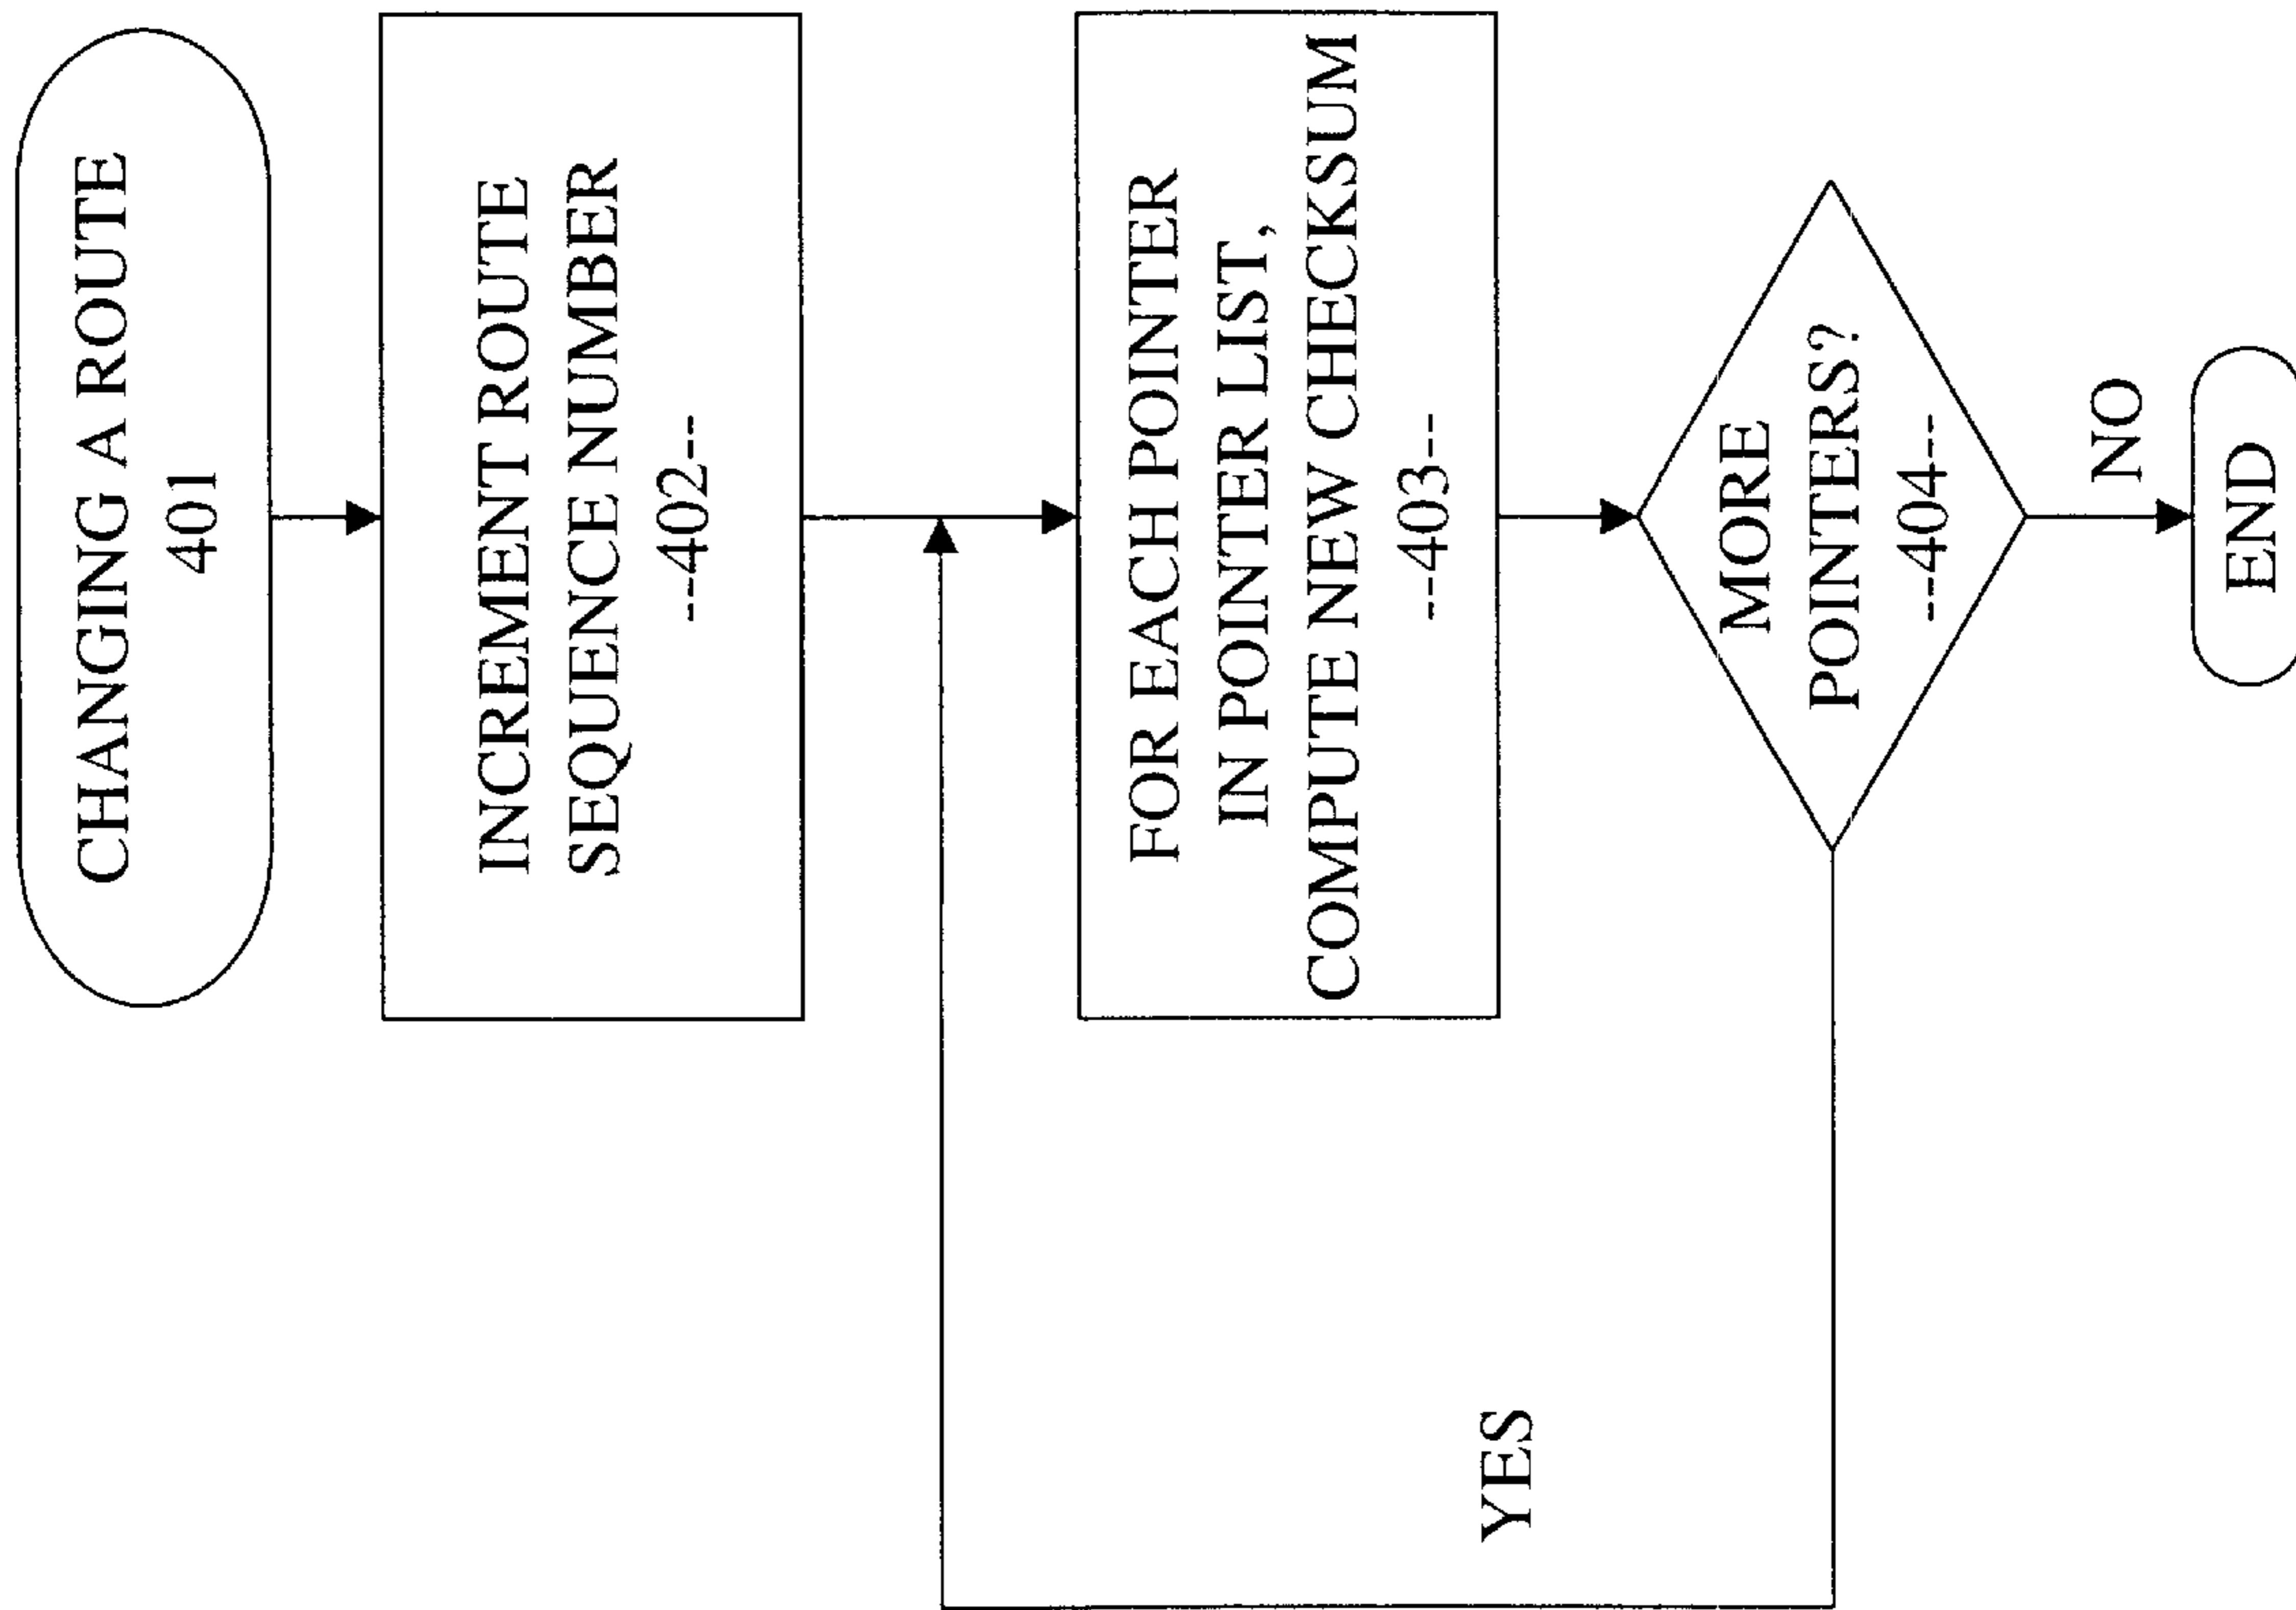 CHANGING A ROUTE
401
INCREMENT ROUTE
SEQUENCE NUMBER
--402--
FOR EACH POINTER
IN POINTER LIST,
COMPUTE NEW CHECKSUM
--403--
MORE
POINTERS?
--404--
YES
NO
END